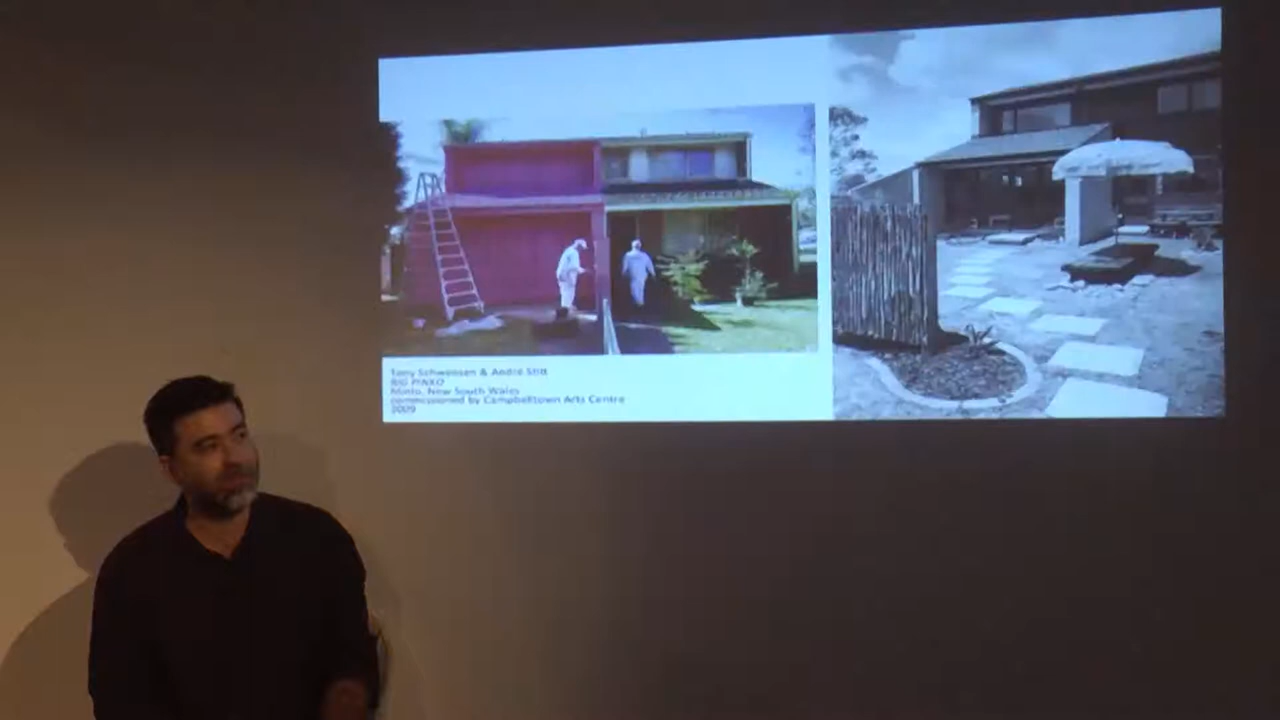 Tony Schwensen & André Stitt
BIG PINKO
Minto, New South Wales
commissioned by Campbelltown Arts Centre
2009